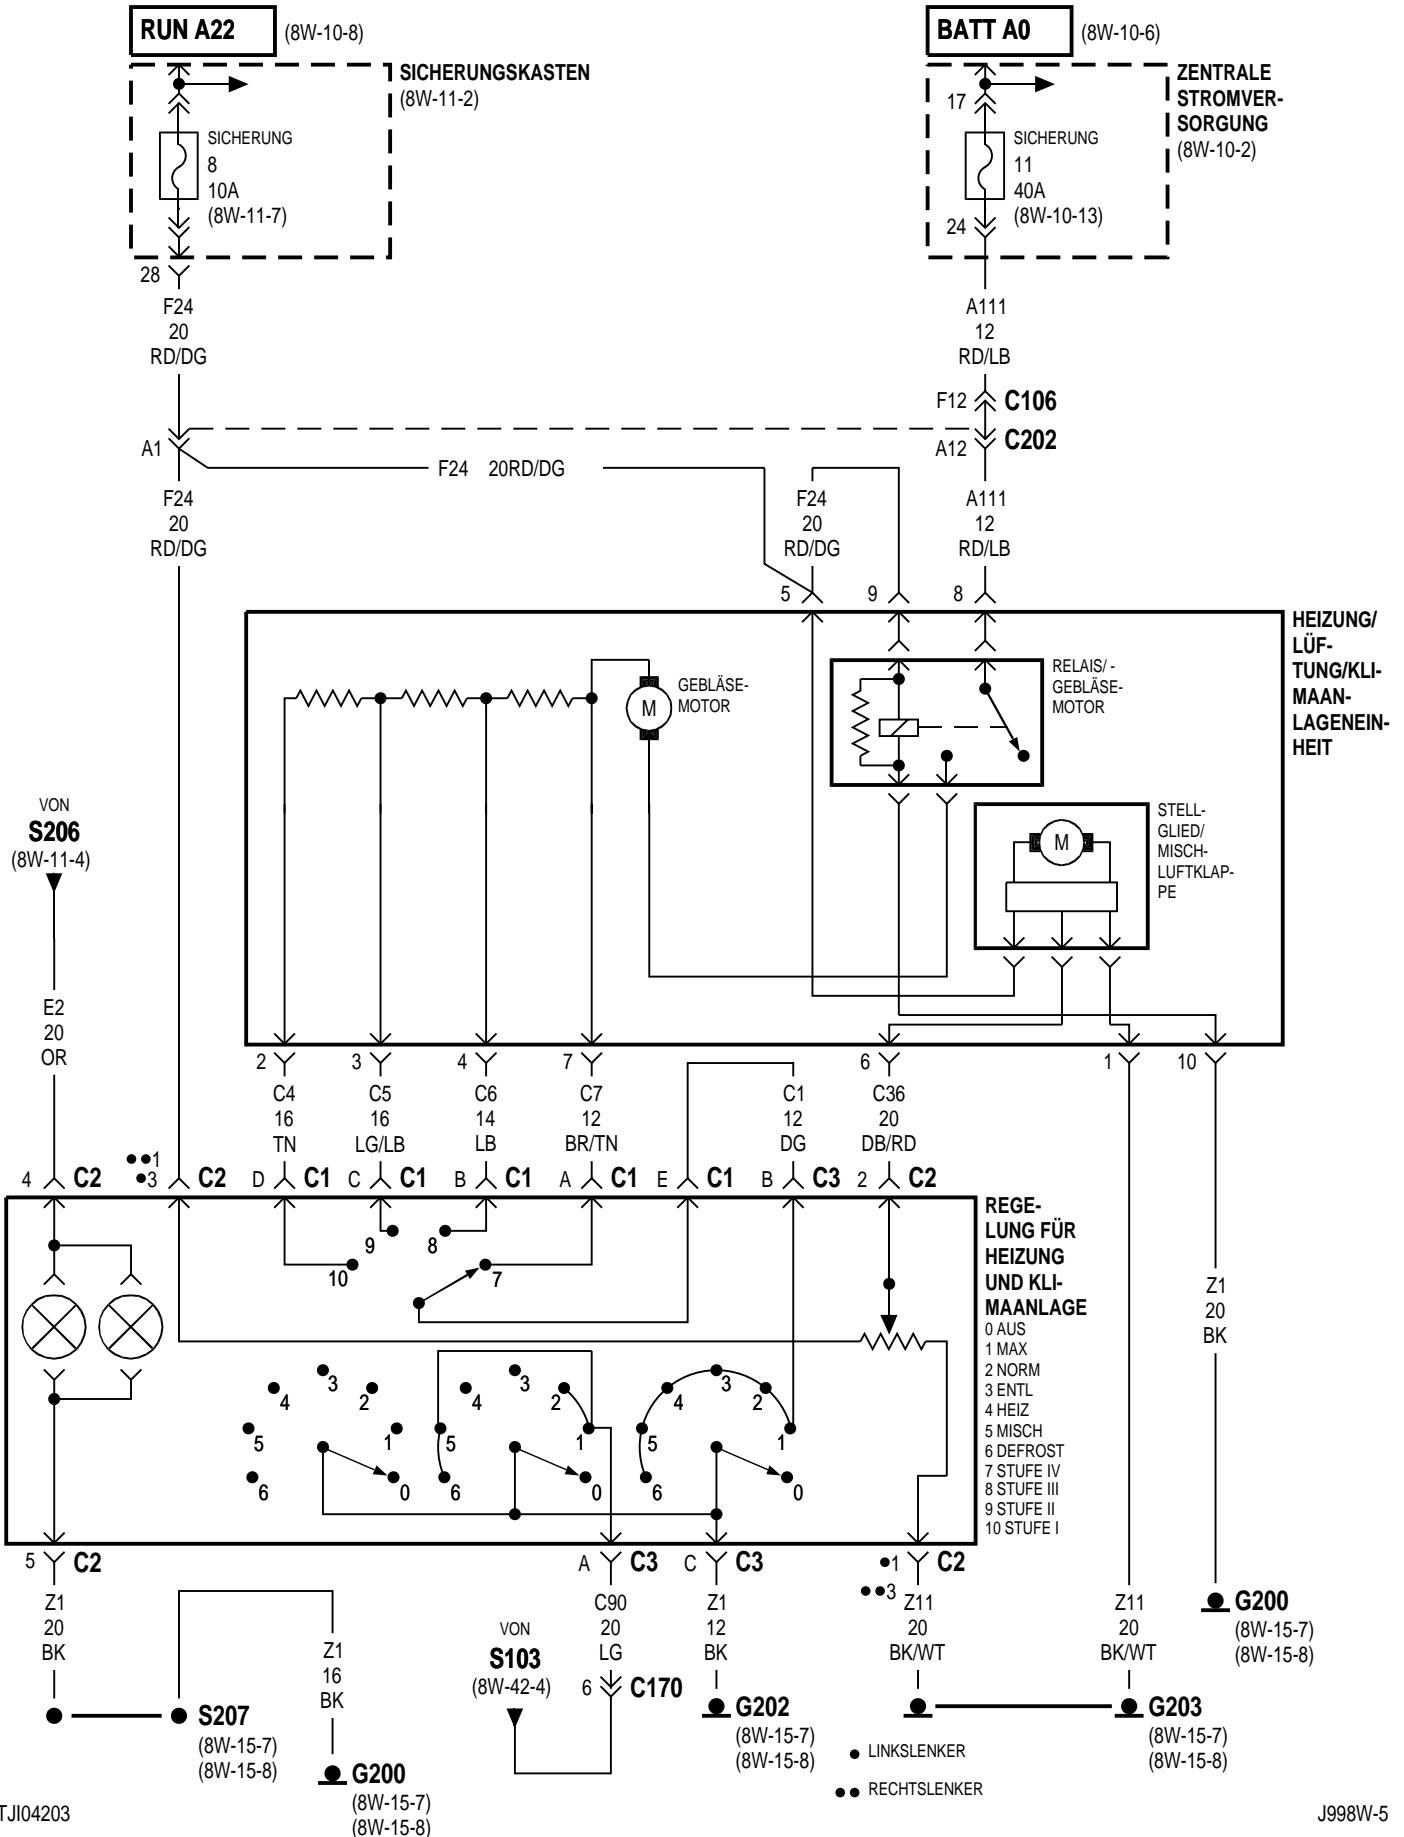 RUN A22 (8W-10-8)
BATT A0 (8W-10-6)
SICHERUNGSKASTEN
(8W-11-2)
SICHERUNG
8
10A
(8W-11-7)
28
F24
20
RD/DG
ZENTRALE
STROMVER-
SORGUNG
(8W-10-2)
17
SICHERUNG
11
40A
(8W-10-13)
24
A111
12
RD/LB
F12 C106
A1
A12 C202
F24 20RD/DG
F24
20
RD/DG
F24
20
RD/DG
A111
12
RD/LB
5 9 8
HEIZUNG/
LÜF-
TUNG/KLI-
MAAN-
LAGENEIN-
HEIT
M
GEBLÄSE-
MOTOR
RELAIS/ -
GEBLÄSE-
MOTOR
M
STELL-
GLIED/
MISCH-
LUFTKLAP-
PE
VON
S206
(8W-11-4)
E2
20
OR
2 3 4 7 6 1 10
C4
16
TN
C5
16
LG/LB
C6
14
LB
C7
12
BR/TN
C1
12
DG
C36
20
DB/RD
4 C2
●●1
●3 C2
D C1
C C1
B C1
A C1
E C1
B C3
2 C2
REGE-
LUNG FÜR
HEIZUNG
UND KLI-
MAANLAGE
0 AUS
1 MAX
2 NORM
3 ENTL
4 HEIZ
5 MISCH
6 DEFROST
7 STUFE IV
8 STUFE III
9 STUFE II
10 STUFE I
9 8
10 7
3
4 2
5 1
6 0
3
4 2
5 1
6 0
3
4 2
5 1
6 0
Z1
20
BK
5 C2
A C3
C C3
●1 C2
●●3
Z1
20
BK
Z1
16
BK
S207
(8W-15-7)
(8W-15-8)
G200
(8W-15-7)
(8W-15-8)
VON
S103
(8W-42-4)
C90
20
LG
6 C170
Z1
12
BK
G202
(8W-15-7)
(8W-15-8)
Z11
20
BK/WT
Z11
20
BK/WT
G203
(8W-15-7)
(8W-15-8)
G200
(8W-15-7)
(8W-15-8)
● LINKSLENKER
●● RECHTSLENKER
TJI04203
J998W-5